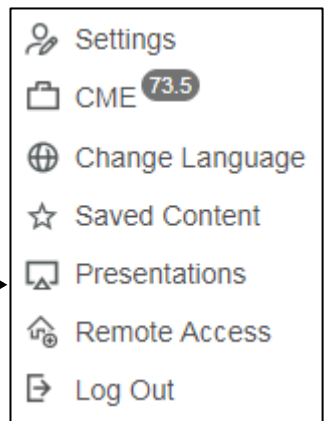 Settings
CME 73.5
Change Language
Saved Content
Presentations
Remote Access
Log Out